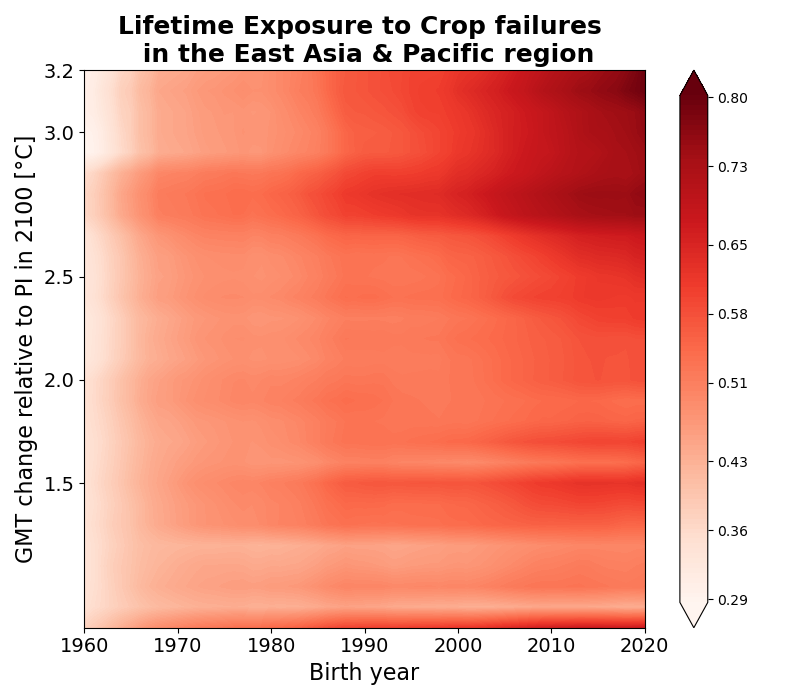 Lifetime Exposure to Crop failures
in the East Asia & Pacific region
GMT change relative to PI in 2100 [°C]
3.2
3.0
2.5
2.0
1.5
1960 1970 1980 1990 2000 2010 2020
Birth year
0.80
0.73
0.65
0.58
0.51
0.43
0.36
0.29